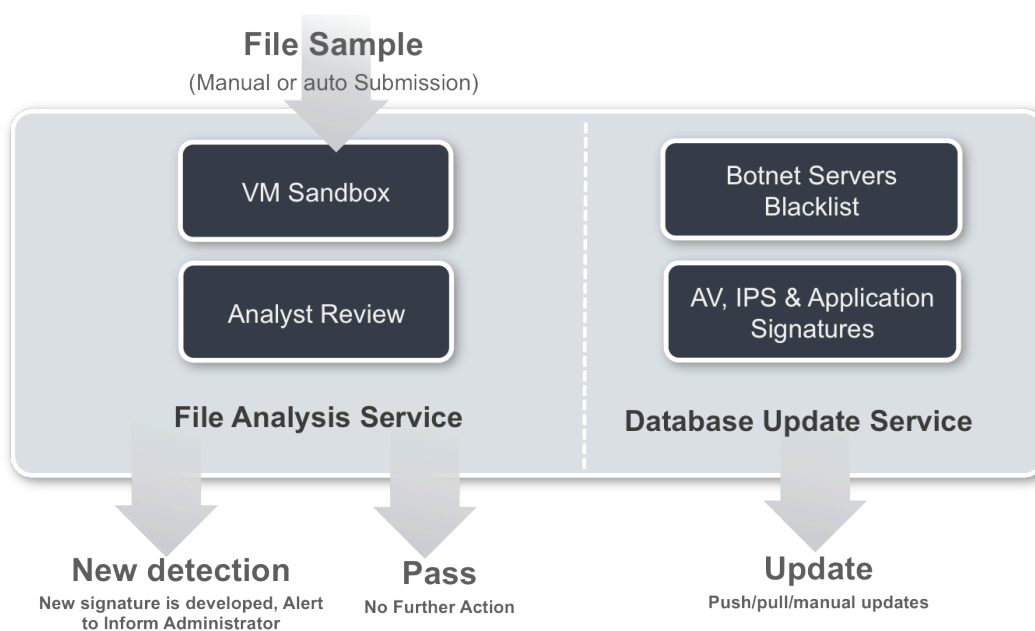 File Sample
(Manual or auto Submission)
VM Sandbox
Analyst Review
File Analysis Service
Botnet Servers
Blacklist
AV, IPS & Application
Signatures
Database Update Service
New detection
New signature is developed, Alert
to Inform Administrator
Pass
No Further Action
Update
Push/pull/manual updates